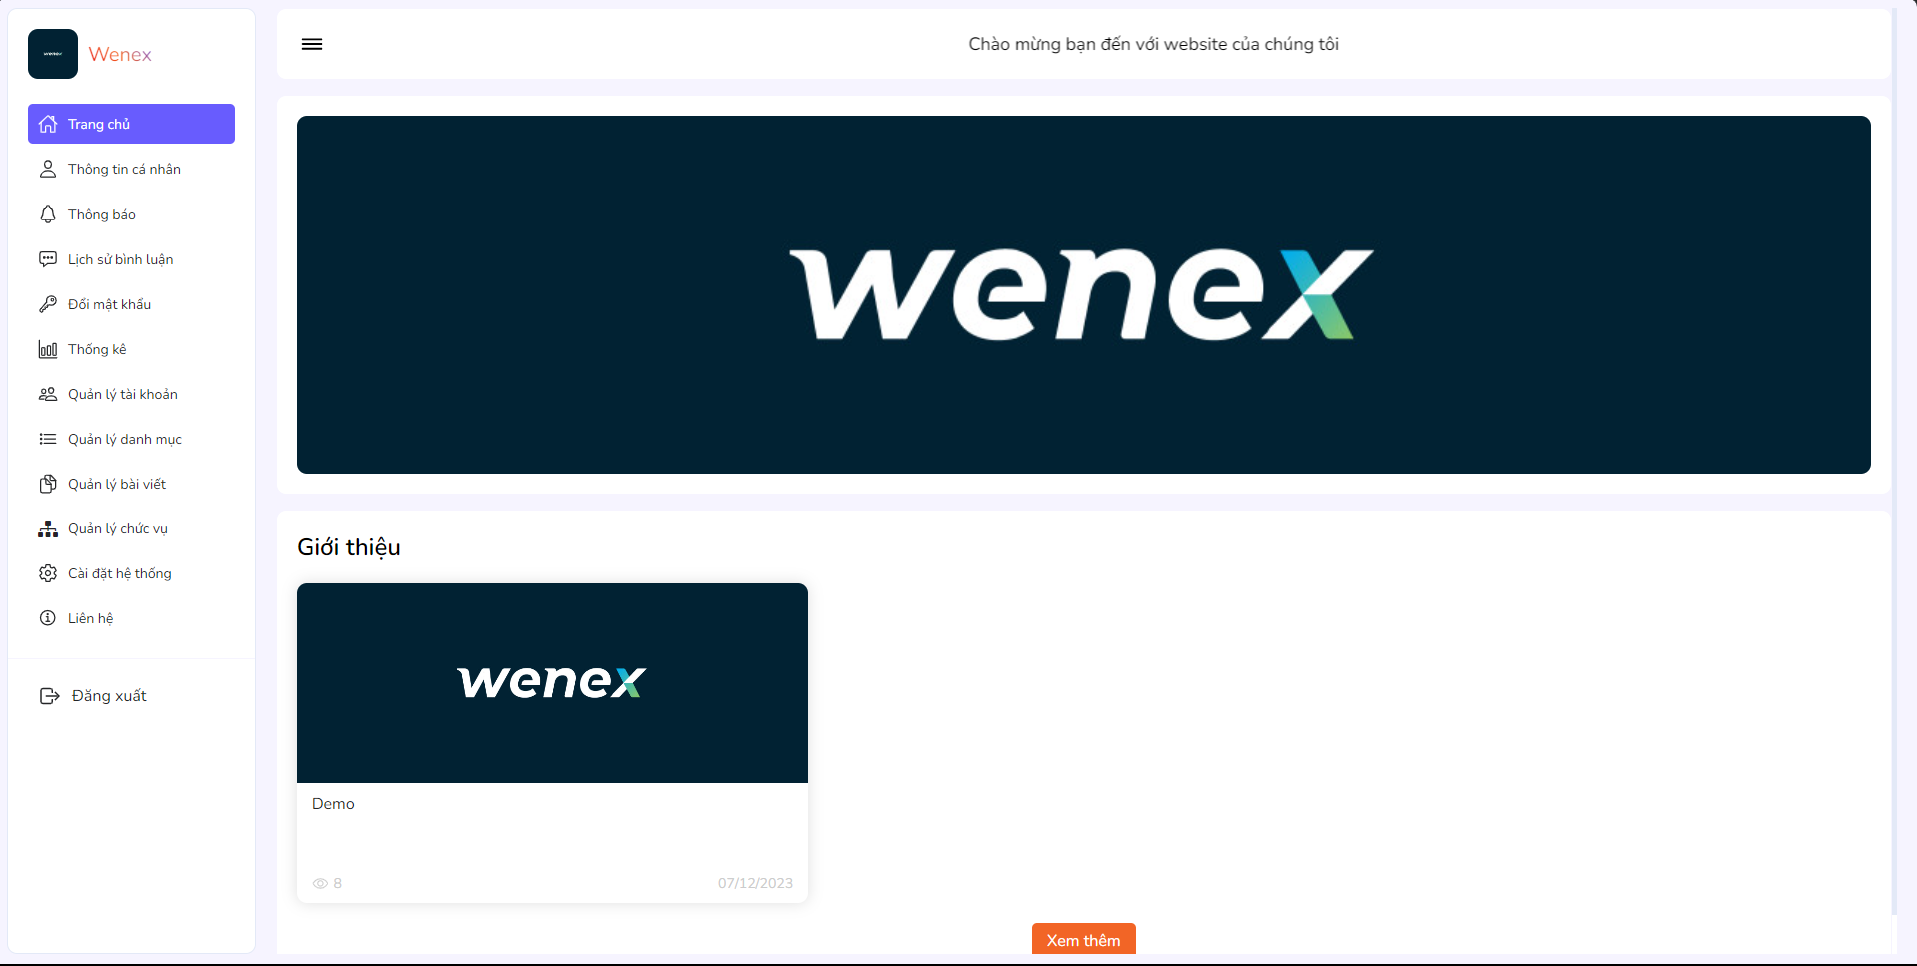 wenex
Wenex
Trang chủ
Thông tin cá nhân
Thông báo
Lịch sử bình luận
Đổi mật khẩu
Thống kê
Quản lý tài khoản
Quản lý danh mục
Quản lý bài viết
Quản lý chức vụ
Cài đặt hệ thống
Liên hệ
Đăng xuất
Chào mừng bạn đến với website của chúng tôi
wenex
Giới thiệu
wenex
Demo
8 07/12/2023
Xem thêm